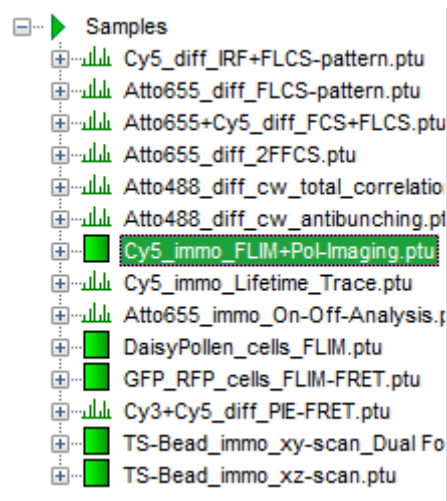 Samples
Cy5_diff_IRF+FLCS-pattern.ptu
Atto655_diff_FLCS-pattern.ptu
Atto655+Cy5_diff_FCS+FLCS.ptu
Atto655_diff_2FFCS.ptu
Atto488_diff_cw_total_correlatio
Atto488_diff_cw_antibunching.pt
Cy5_immo_FLIM+Pol-Imaging.ptu
Cy5_immo_Lifetime_Trace.ptu
Atto655_immo_On-Off-Analysis.p
DaisyPollen_cells_FLIM.ptu
GFP_RFP_cells_FLIM-FRET.ptu
Cy3+Cy5_diff_PIE-FRET.ptu
TS-Bead_immo_xy-scan_Dual Fo
TS-Bead_immo_xz-scan.ptu